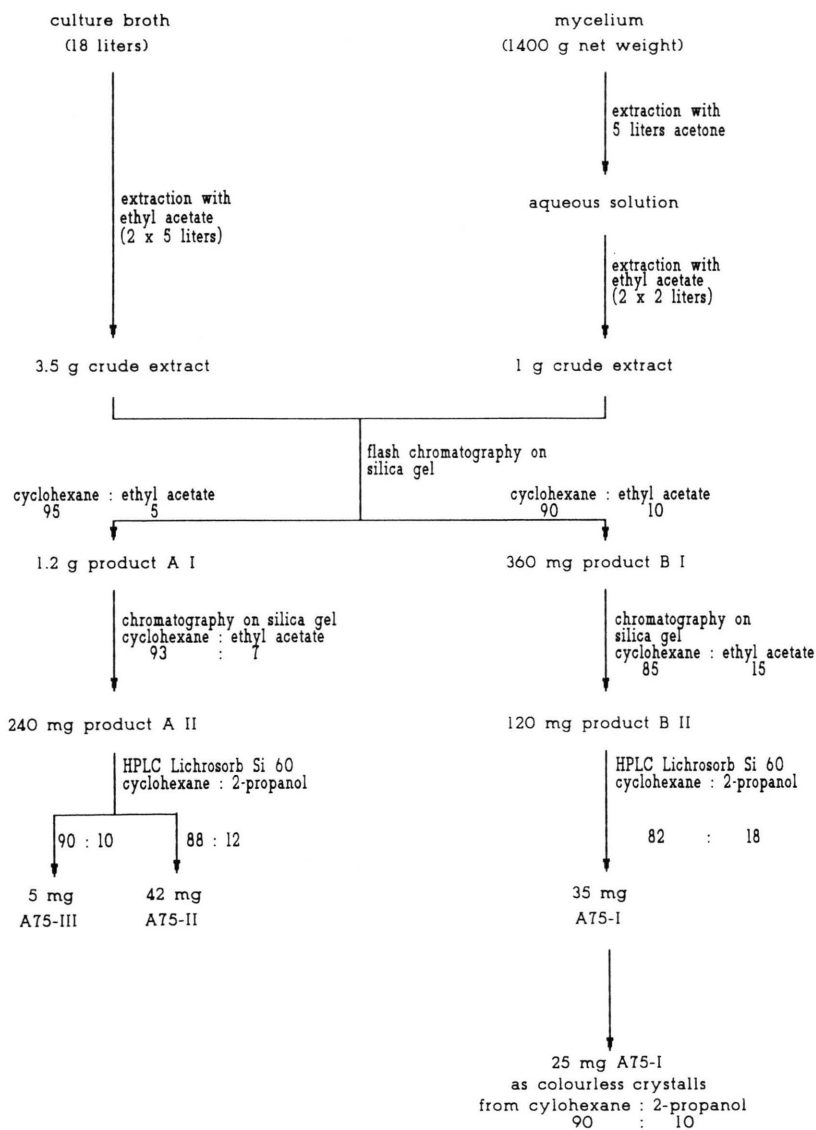 culture broth
(18 liters)
mycelium
(1400 g net weight)
extraction with
5 liters acetone
extraction with
ethyl acetate
(2 x 5 liters)
aqueous solution
extraction with
ethyl acetate
(2 x 2 liters)
3.5 g crude extract
1 g crude extract
flash chromatography on
silica gel
cyclohexane : ethyl acetate
95 5
cyclohexane : ethyl acetate
90 10
1.2 g product A I
360 mg product B I
chromatography on silica gel
cyclohexane : ethyl acetate
93 : 7
chromatography on
silica gel
cyclohexane : ethyl acetate
85 15
240 mg product A II
120 mg product B II
HPLC Lichrosorb Si 60
cyclohexane : 2-propanol
HPLC Lichrosorb Si 60
cyclohexane : 2-propanol
90 : 10
88 : 12
82 : 18
5 mg
A75-III
42 mg
A75-II
35 mg
A75-I
25 mg A75-I
as colourless crystalls
from cylohexane : 2-propanol
90 : 10